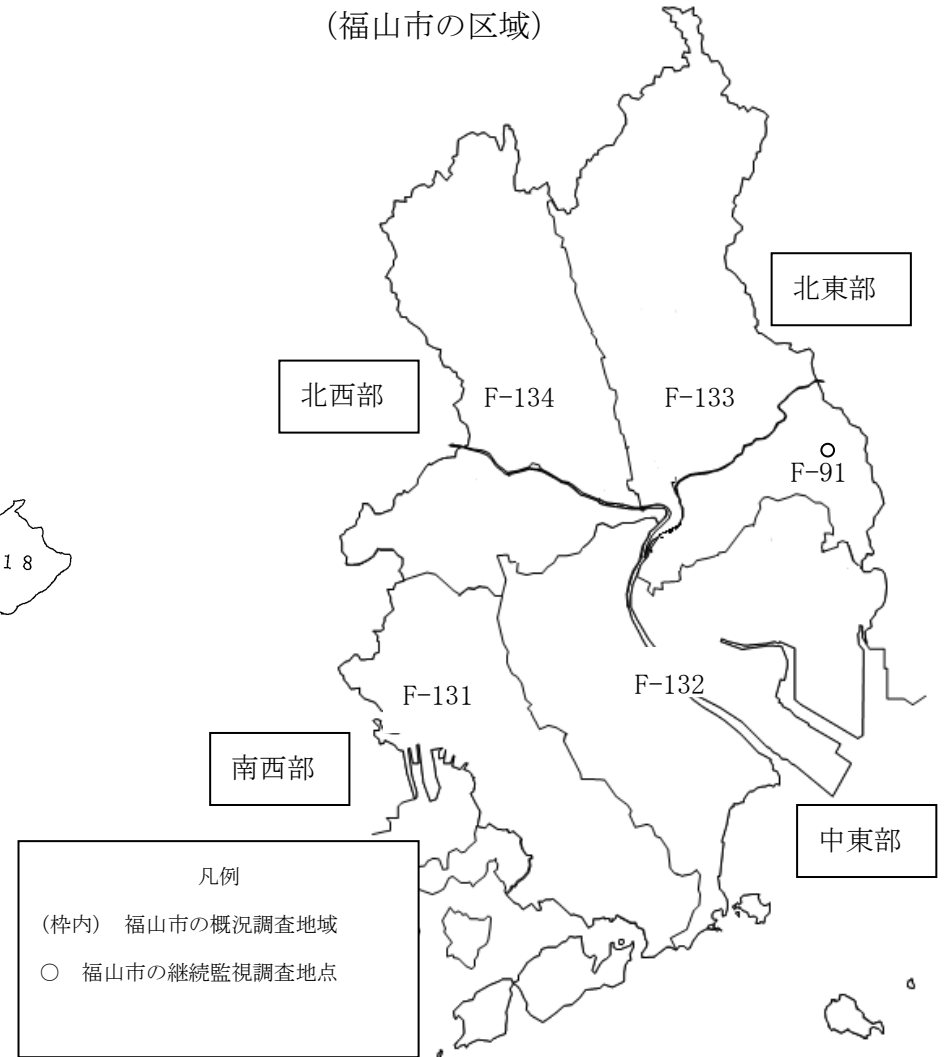 (福山市の区域)
北東部
北西部
F-134
F-133
F-91
18
F-131
F-132
南西部
中東部
凡例
(枠内) 福山市の概況調査地域
○ 福山市の継続監視調査地点